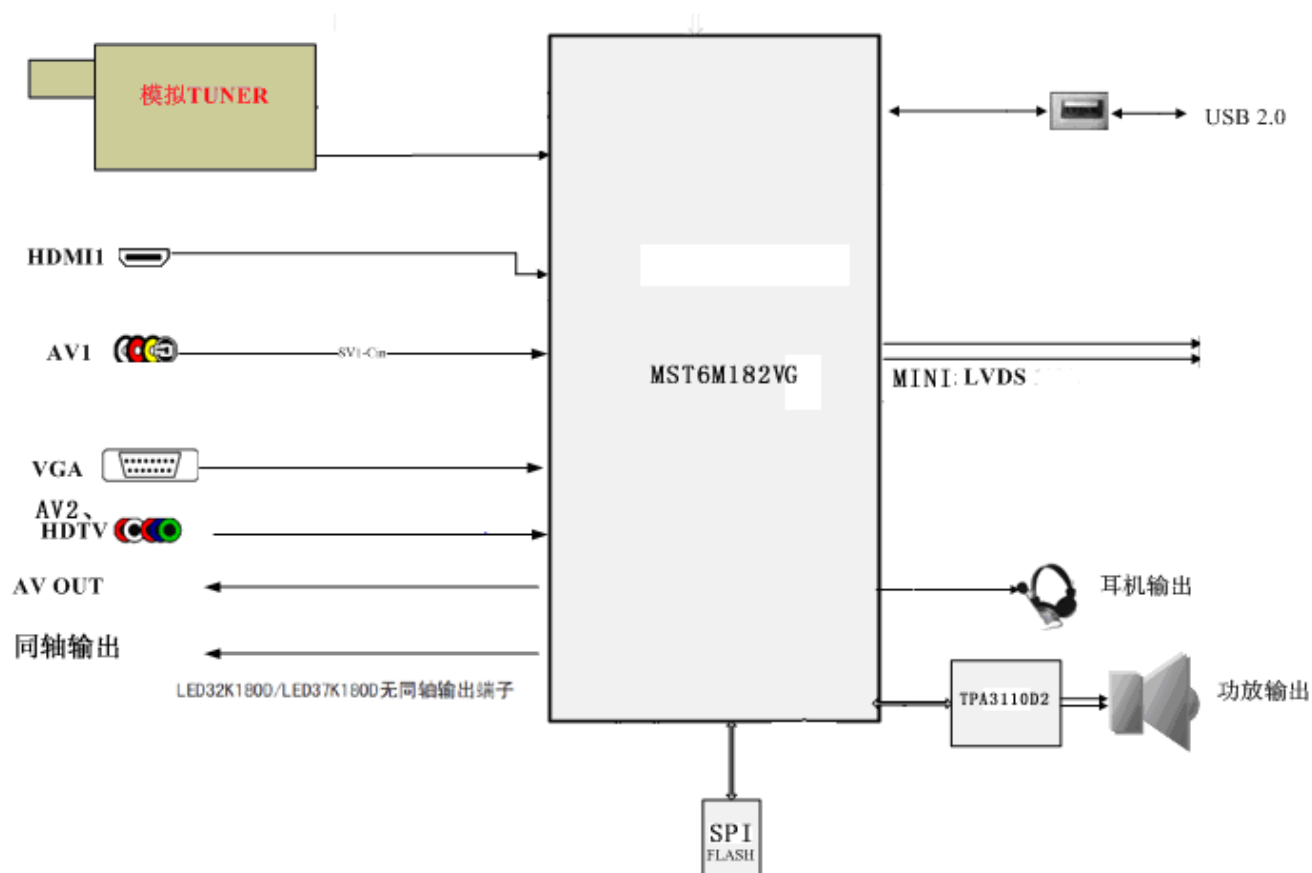 模拟TUNER
USB 2.0
HDMI1
AV1
SV1-Cin
MST6M182VG
MINI LVDS
VGA
AV2、
HDTV
AV OUT
耳机输出
同轴输出
LED32K180D/LED37K180D无同轴输出端子
TPA3110D2
功放输出
SPI
FLASH